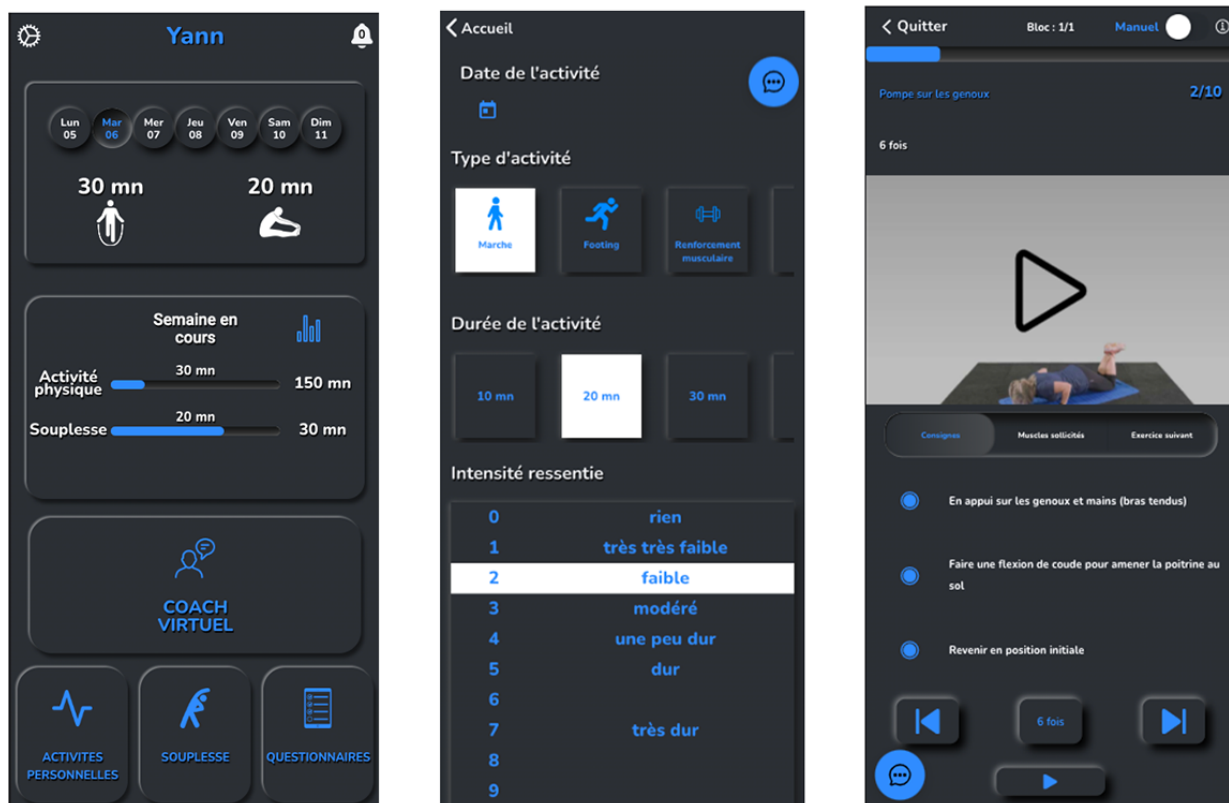 Yann
0
Lun
05
Mar
06
Mer
07
Jeu
08
Ven
09
Sam
10
Dim
11
30 mn
20 mn
Semaine en
cours
Activité
physique
30 mn
150 mn
Souplesse
20 mn
30 mn
COACH
VIRTUEL
ACTIVITES
PERSONNELLES
SOUPLESSE
QUESTIONNAIRES
Accueil
Date de l'activité
Type d'activité
Marche
Footing
Renforcement
musculaire
Durée de l'activité
10 mn
20 mn
30 mn
Intensité ressentie
0 rien
1 très très faible
2 faible
3 modéré
4 une peu dur
5 dur
6
7 très dur
8
9
Quitter
Bloc : 1/1
Manuel
Pompe sur les genoux
2/10
6 fois
Consignes
Muscles sollicités
Exercice suivant
En appui sur les genoux et mains (bras tendus)
Faire une flexion de coude pour amener la poitrine au
sol
Revenir en position initiale
6 fois